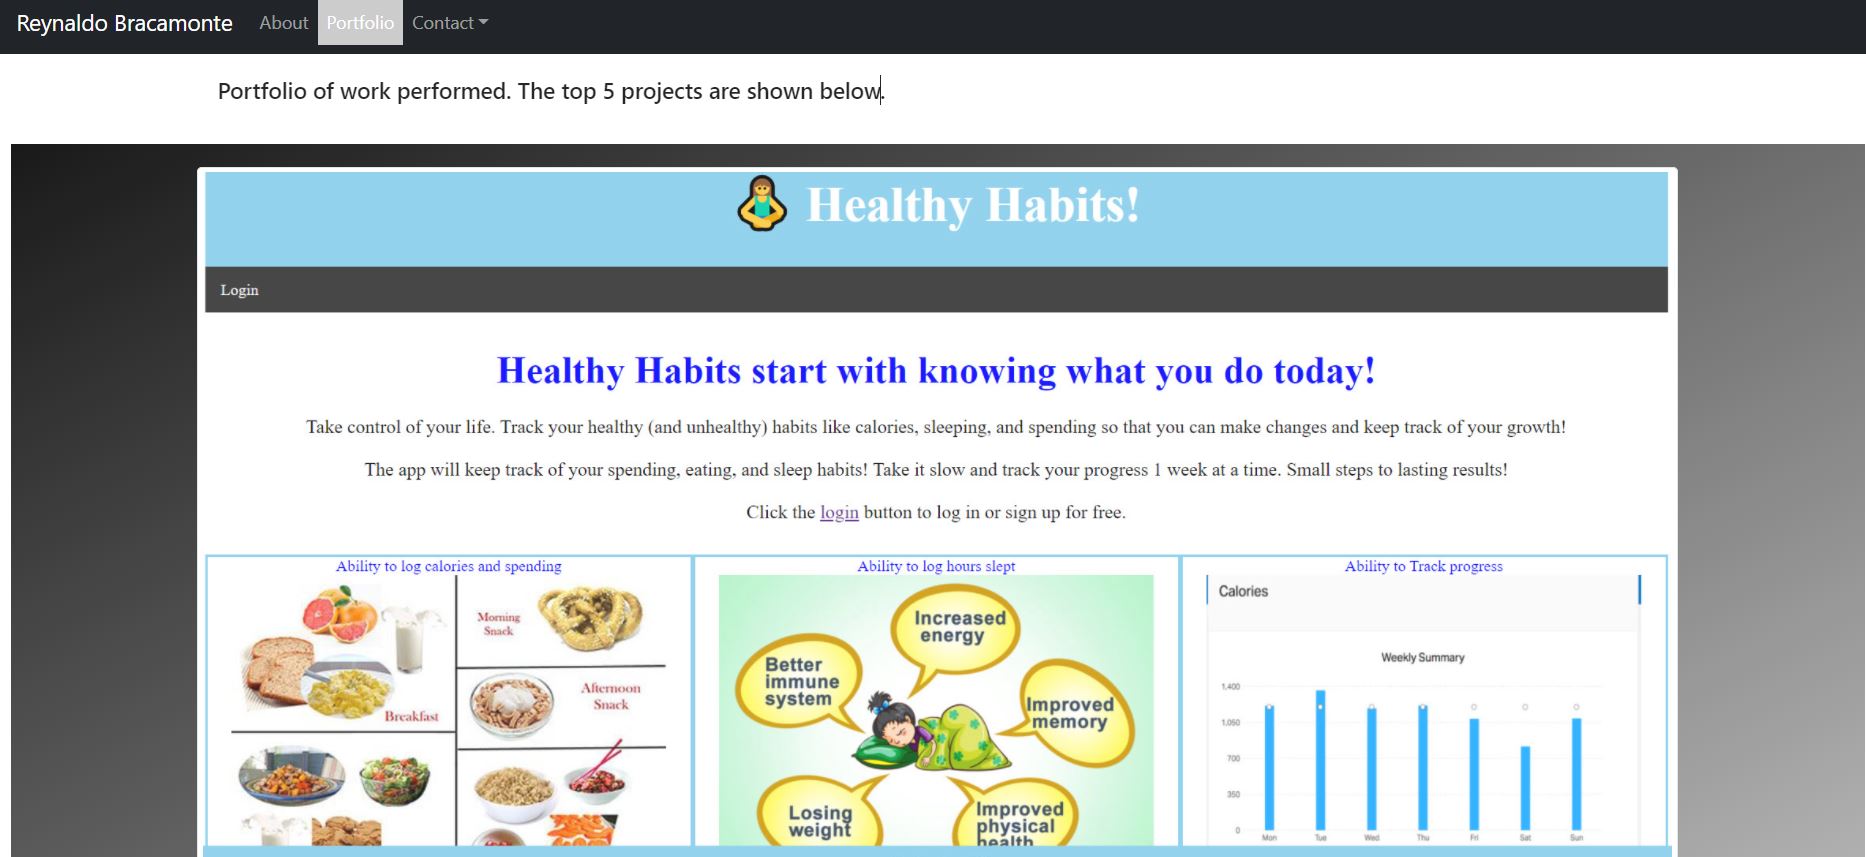 Reynaldo Bracamonte About Portfolio Contact
Portfolio of work performed. The top 5 projects are shown below.
Healthy Habits!
Login
Healthy Habits start with knowing what you do today!
Take control of your life. Track your healthy (and unhealthy) habits like calories, sleeping, and spending so that you can make changes and keep track of your growth!
The app will keep track of your spending, eating, and sleep habits! Take it slow and track your progress 1 week at a time. Small steps to lasting results!
Click the login button to log in or sign up for free.
Ability to log calories and spending
Morning
Snack
Breakfast
Afternoon
Snack
Ability to log hours slept
Increased
energy
Better
immune
system
Improved
memory
Losing
weight
Improved
physical
health
Ability to Track progress
Calories
Weekly Summary
1,400
1,050
700
350
0
Mon Tue Wed Thu Fri Sat Sun